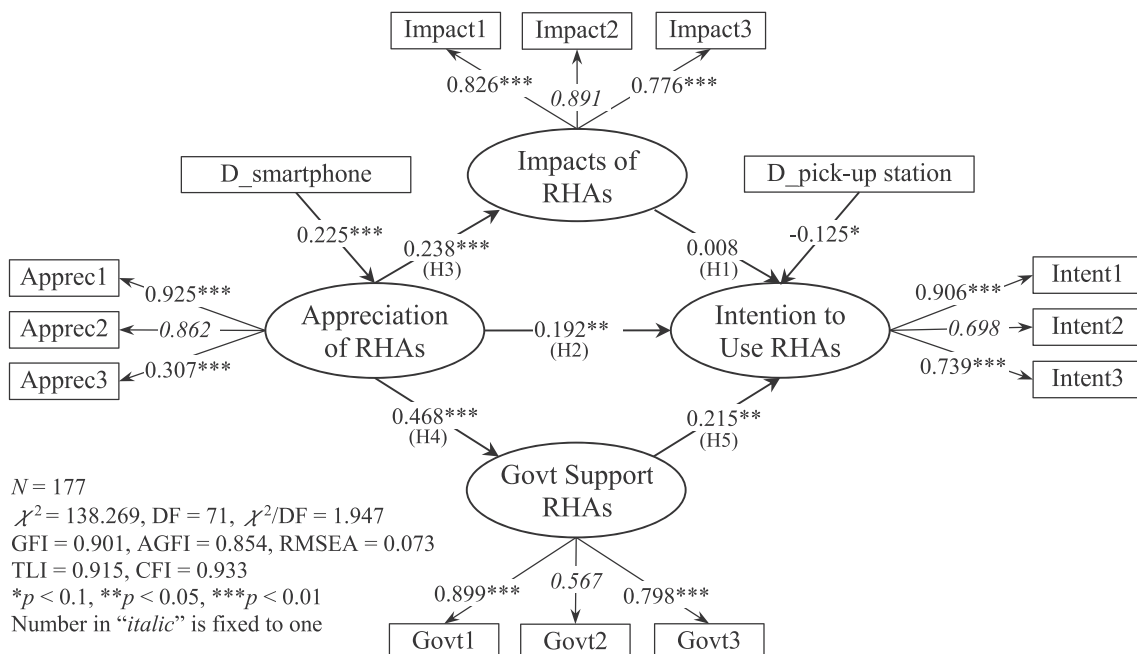 Impact1
Impact2
Impact3
0.826***
0.891
0.776***
D_smartphone
Impacts of
RHAs
D_pick-up station
0.225***
0.238***
(H3)
0.008
(H1)
-0.125*
Apprec1
Apprec2
Apprec3
0.925***
0.862
0.307***
Appreciation
of RHAs
0.192**
(H2)
Intention to
Use RHAs
0.906***
0.698
0.739***
Intent1
Intent2
Intent3
0.468***
(H4)
0.215**
(H5)
Govt Support
RHAs
N = 177
χ² = 138.269, DF = 71, χ²/DF = 1.947
GFI = 0.901, AGFI = 0.854, RMSEA = 0.073
TLI = 0.915, CFI = 0.933
*p < 0.1, **p < 0.05, ***p < 0.01
Number in “italic” is fixed to one
0.899***
0.567
0.798***
Govt1
Govt2
Govt3